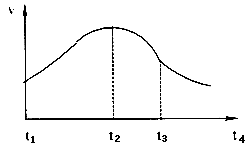 v
t₁ t₂ t₃ t₄